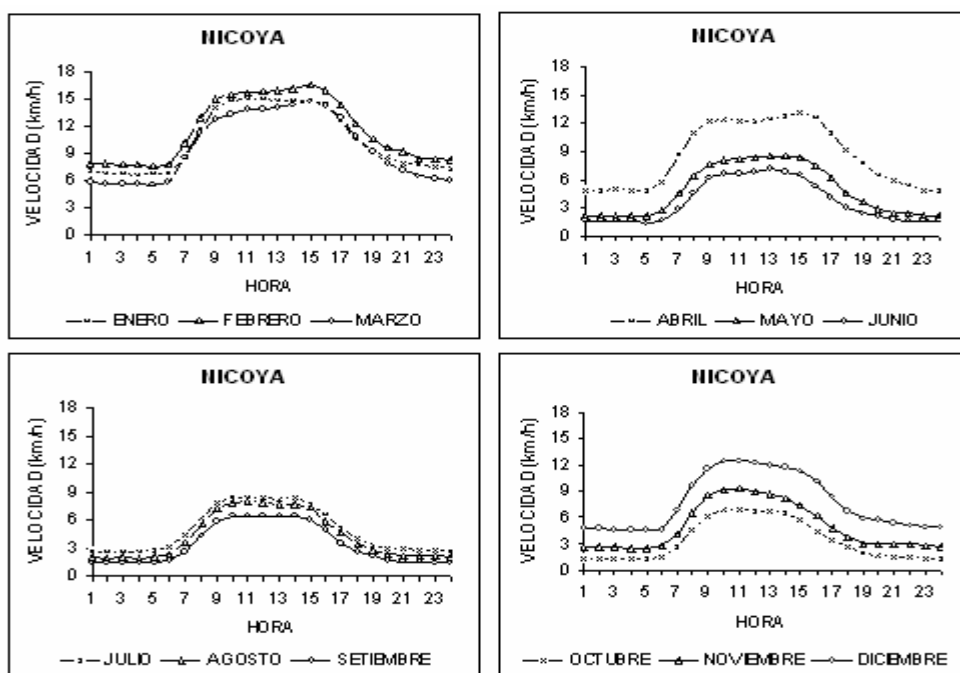 NICOYA
VELOCIDAD (km/h)
18
15
12
9
6
3
0
1 3 5 7 9 11 13 15 17 19 21 23
HORA
ENERO FEBRERO MARZO
NICOYA
VELOCIDAD (km/h)
18
15
12
9
6
3
0
1 3 5 7 9 11 13 15 17 19 21 23
HORA
ABRIL MAYO JUNIO
NICOYA
VELOCIDAD (km/h)
18
15
12
9
6
3
0
1 3 5 7 9 11 13 15 17 19 21 23
HORA
JULIO AGOSTO SETIEMBRE
NICOYA
VELOCIDAD (km/h)
18
15
12
9
6
3
0
1 3 5 7 9 11 13 15 17 19 21 23
HORA
OCTUBRE NOVIEMBRE DICIEMBRE